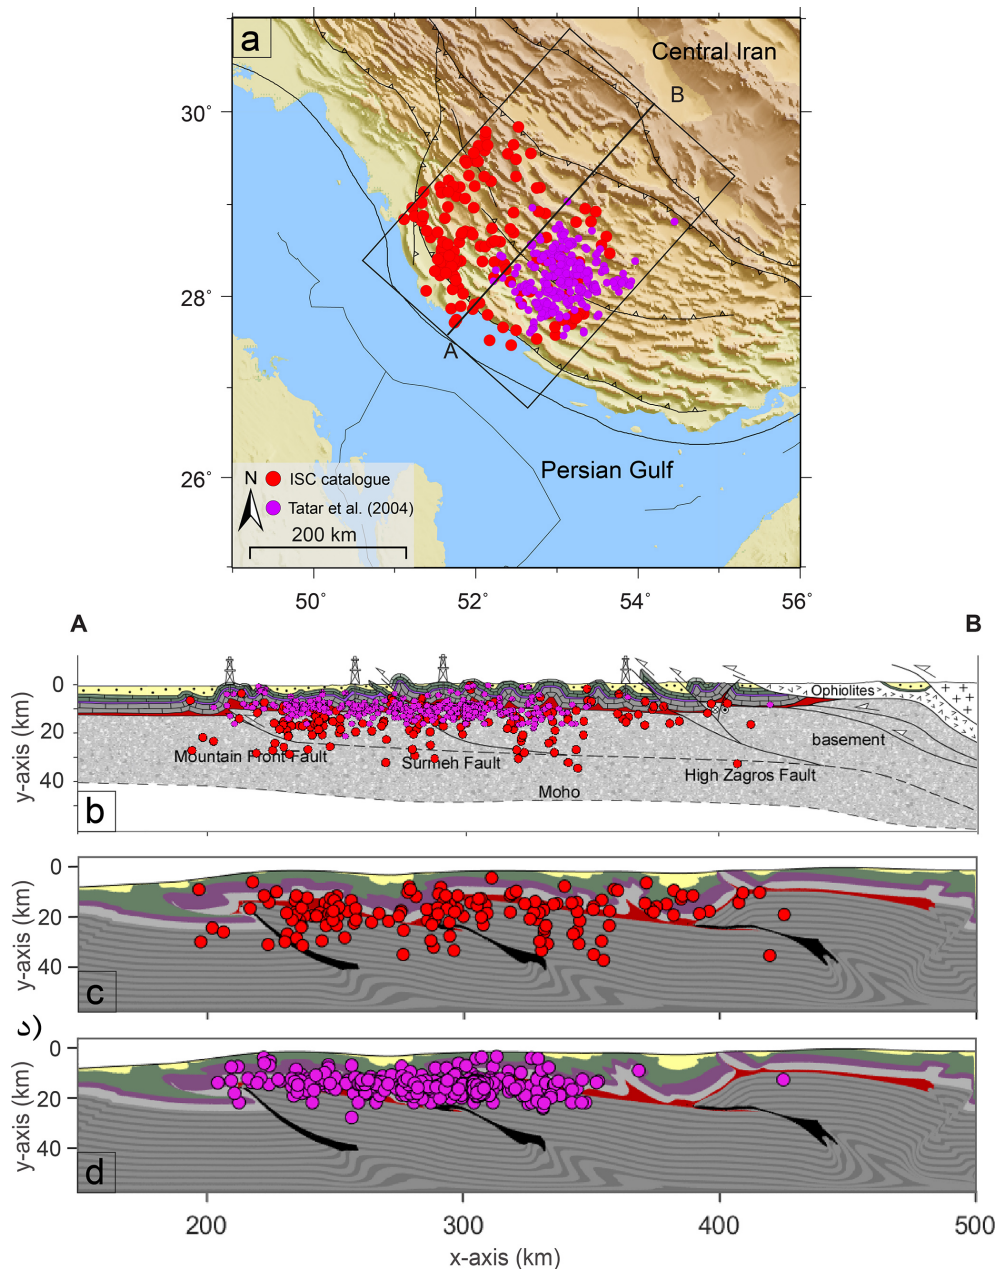 a
Central Iran
B
30°
28°
A
26°
Persian Gulf
N
ISC catalogue
Tatar et al. (2004)
200 km
50°
52°
54°
56°
A
B
0
20
40
y-axis (km)
Ophiolites
basement
Mountain Front Fault
Surmeh Fault
High Zagros Fault
Moho
b
0
20
40
y-axis (km)
c
0
20
40
y-axis (km)
d
200
300
400
500
x-axis (km)